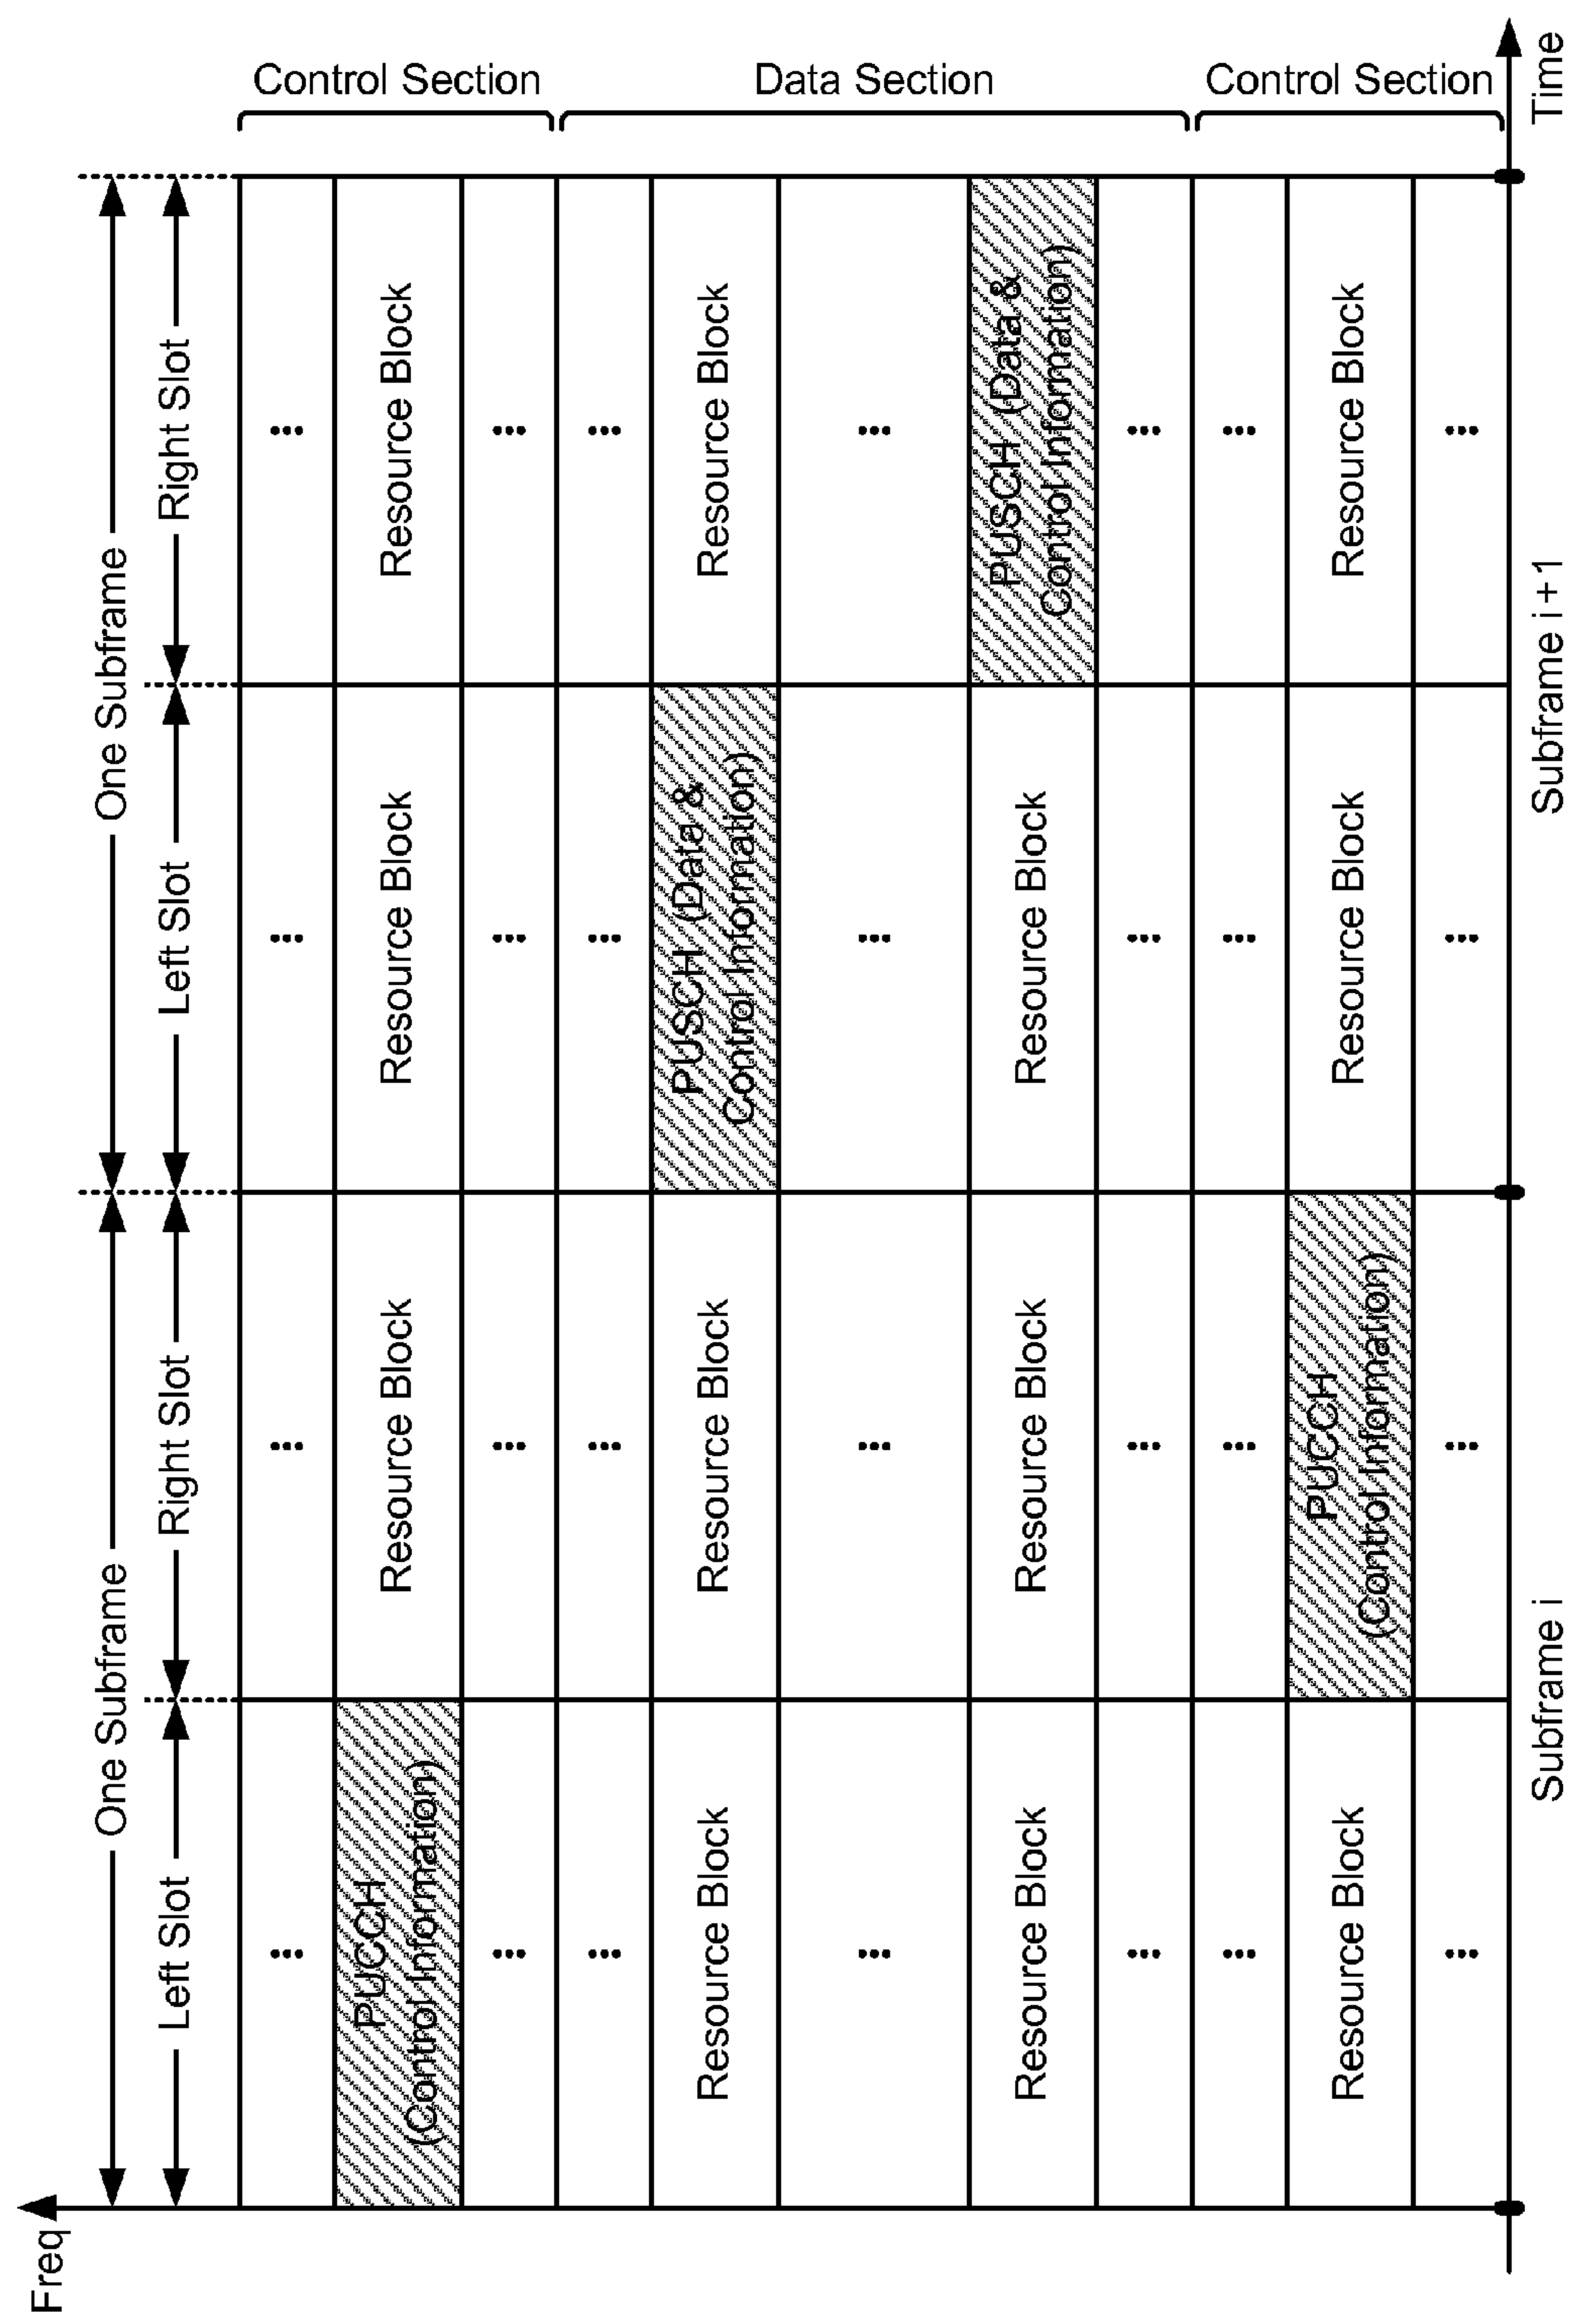 Freq
One Subframe
One Subframe
Left Slot
Right Slot
Left Slot
Right Slot
Control Section
PUCCH
(Control Information)
Resource Block
Resource Block
Resource Block
Data Section
Resource Block
Resource Block
PUSCH (Data &
Control Information)
Resource Block
Resource Block
Resource Block
Resource Block
PUSCH (Data &
Control Information)
Control Section
Resource Block
PUCCH
(Control Information)
Resource Block
Resource Block
Subframe i
Subframe i + 1
Time